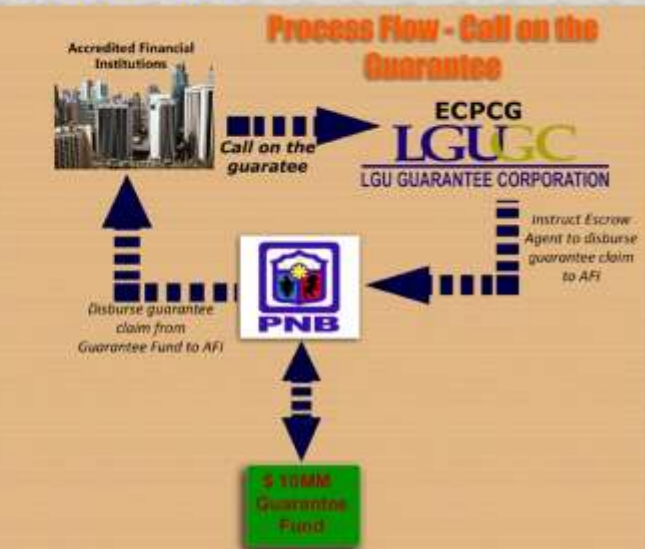 Process Flow - Call on the
Guarantee
Accredited Financial
Institutions
Call on the
guaratee
ECPCG
LGUGC
LGU GUARANTEE CORPORATION
Instruct Escrow
Agent to disburse
guarantee claim
to AFI
PNB
Disburse guarantee
claim from
Guarantee Fund to AFI
$ 10MM
Guarantee
Fund